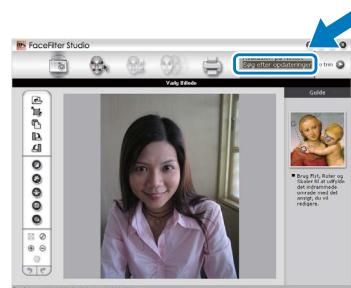 FaceFilter Studio
Søg efter opdateringer
trin
Vælg Billede
Guide
Brug Flyt, Roter og
Skaler til at udfylde
det indrammede
område med det
ansigt, du vil
redigere.